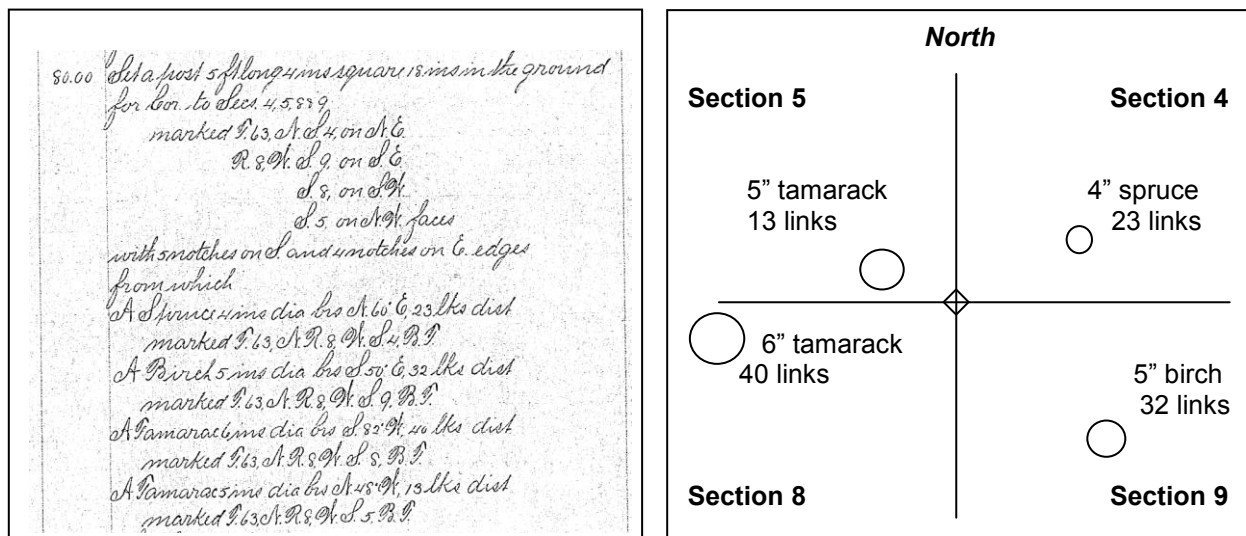 80.00 Set a post 5 ft long 4 ins square, 18 ins in the ground
for Cor. to Secs. 4, 5, 8 & 9
marked T. 63, N. S. 4, on N. E.
R. 8, W. S. 9. on S. E.
S. 8, on S. W.
S. 5. on N. W. faces
with 5 notches on S. and 4 notches on E. edges
from which
A Spruce 4 ins dia brs N. 60° E, 23 lks dist
marked T. 63, N. R. 8, W. S. 4, B. T.
A Birch 5 ins dia brs S. 50° E, 32 lks dist
marked T. 63, N. R. 8, W. S. 9. B. T.
A Tamarac 6 ins dia brs S. 82° W, 40 lks dist
marked T. 63, N. R. 8, W. S. 8, B. T.
A Tamarac 5 ins dia brs N. 48° W, 13 lks dist
marked T. 63, N. R. 8, W. S. 5. B. T.
North
Section 5
Section 4
5” tamarack
13 links
4” spruce
23 links
6” tamarack
40 links
5” birch
32 links
Section 8
Section 9